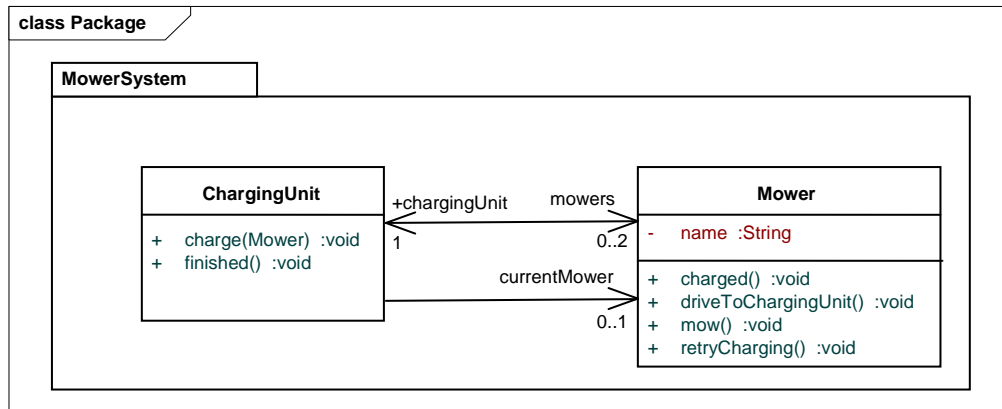 class Package
MowerSystem
ChargingUnit
+ charge(Mower) :void
+ finished() :void
+chargingUnit
1
mowers
0..2
currentMower
0..1
Mower
- name :String
+ charged() :void
+ driveToChargingUnit() :void
+ mow() :void
+ retryCharging() :void